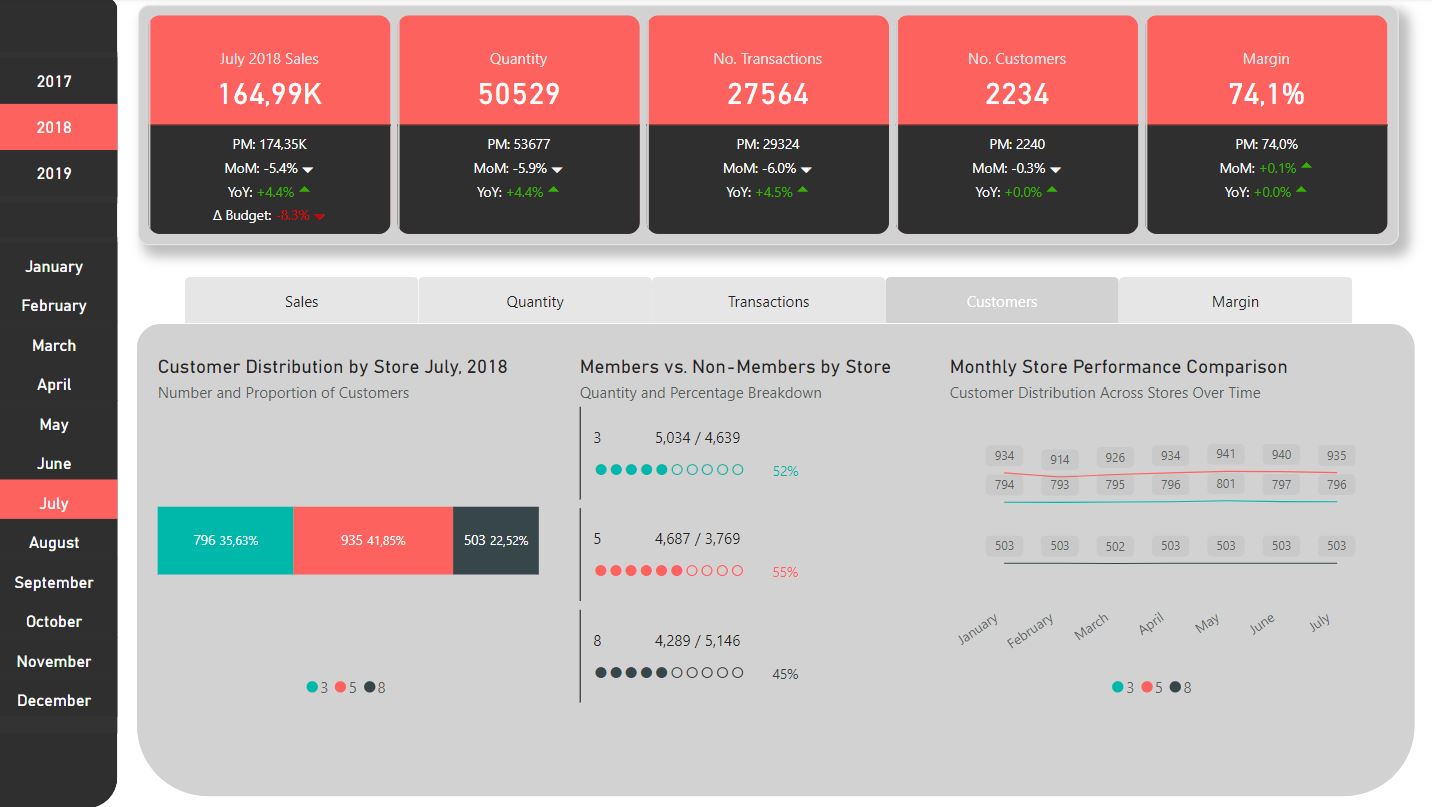 2017
2018
2019
January
February
March
April
May
June
July
August
September
October
November
December
July 2018 Sales
164,99K
PM: 174,35K
MoM: -5.4%
YoY: +4.4%
Δ Budget: -8.3%
Quantity
50529
PM: 53677
MoM: -5.9%
YoY: +4.4%
No. Transactions
27564
PM: 29324
MoM: -6.0%
YoY: +4.5%
No. Customers
2234
PM: 2240
MoM: -0.3%
YoY: +0.0%
Margin
74,1%
PM: 74,0%
MoM: +0.1%
YoY: +0.0%
Sales Quantity Transactions Customers Margin
Customer Distribution by Store July, 2018
Number and Proportion of Customers
796 35,63% 935 41,85% 503 22,52%
3 5 8
Members vs. Non-Members by Store
Quantity and Percentage Breakdown
3 5,034 / 4,639
52%
5 4,687 / 3,769
55%
8 4,289 / 5,146
45%
Monthly Store Performance Comparison
Customer Distribution Across Stores Over Time
934 914 926 934 941 940 935
794 793 795 796 801 797 796
503 503 502 503 503 503 503
January February March April May June July
3 5 8